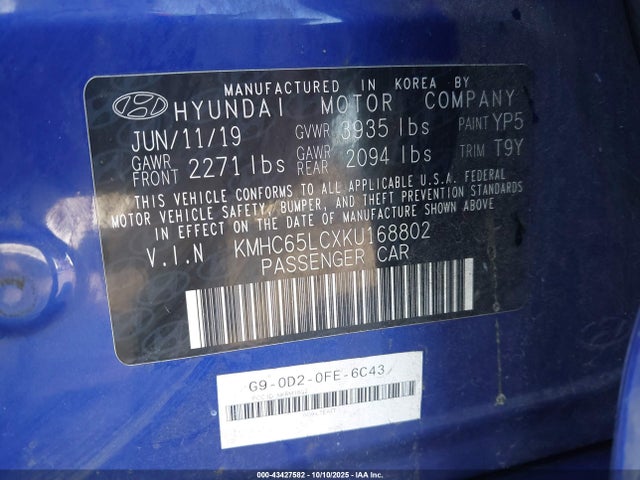 MANUFACTURED IN KOREA BY
HYUNDAI MOTOR COMPANY
JUN/11/19 GVWR 3935 lbs PAINT YP5
GAWR FRONT 2271 lbs GAWR REAR 2094 lbs TRIM T9Y
THIS VEHICLE CONFORMS TO ALL APPLICABLE U.S.A. FEDERAL
MOTOR VEHICLE SAFETY, BUMPER, AND THEFT PREVENTION STANDARDS
IN EFFECT ON THE DATE OF MANUFACTURE SHOWN ABOVE.
V.I.N KMHC65LCXKU168802
PASSENGER CAR
G9-0D2-0FE-6C43
00-43427582 - 10/10/2025 - IAA Inc.